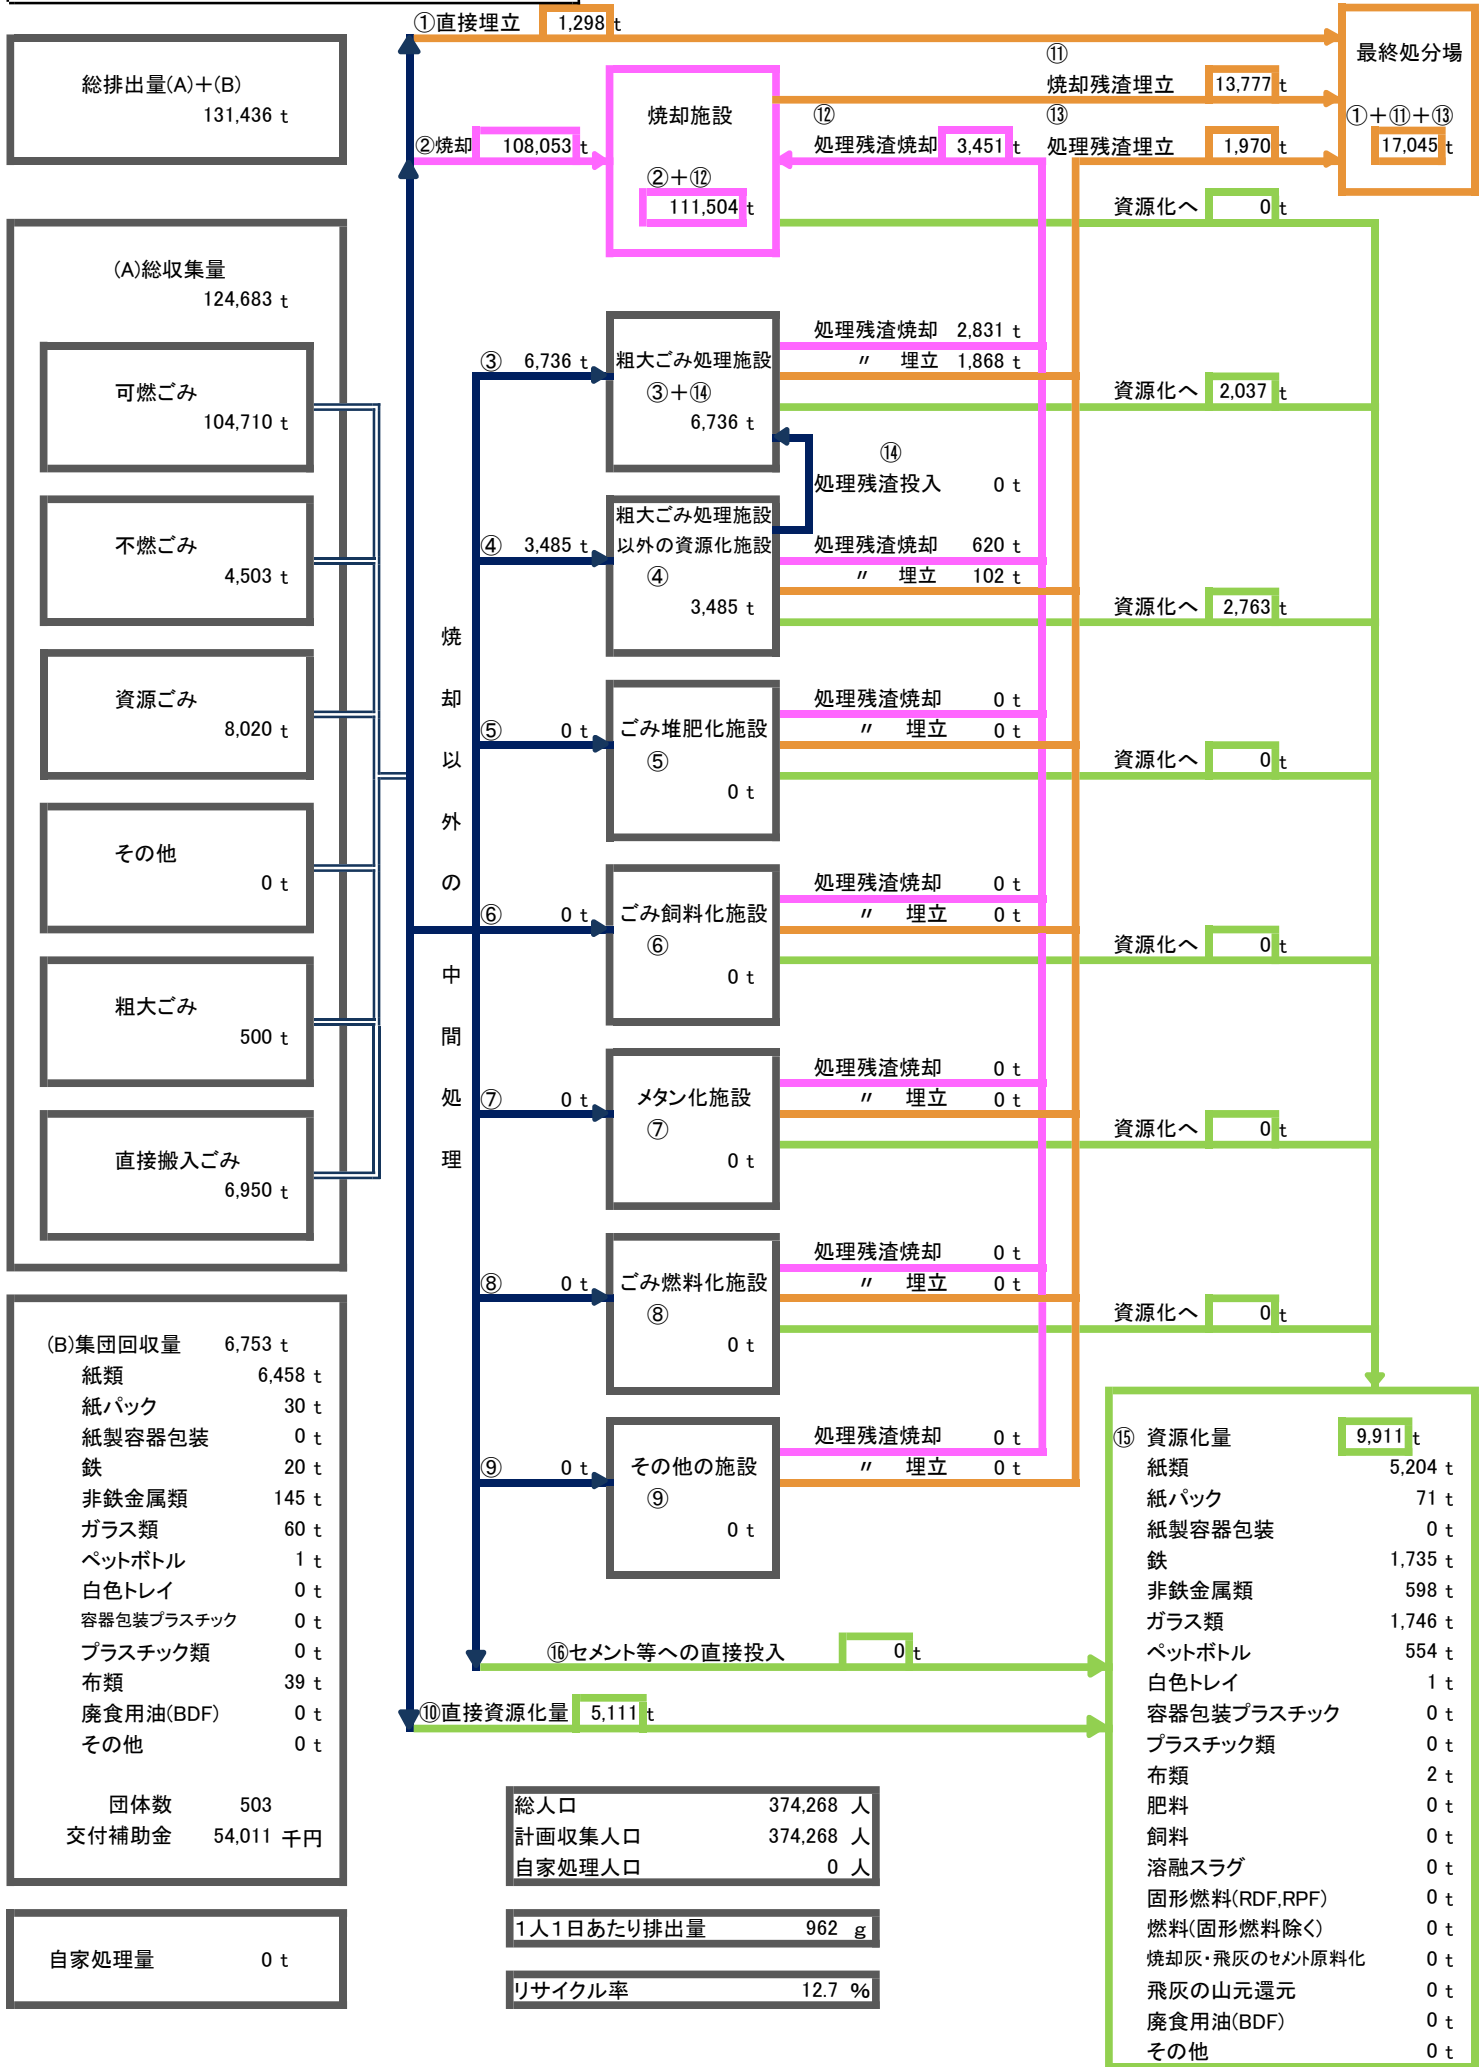 ①直接埋立 1,298 t
総排出量(A)+(B)
131,436 t
②焼却 108,053 t
焼却施設
②+⑫
111,504 t
⑪
焼却残渣埋立 13,777 t
⑫
処理残渣焼却 3,451 t
⑬
処理残渣埋立 1,970 t
最終処分場
①+⑪+⑬
17,045 t
資源化へ 0 t
(A)総収集量
124,683 t
可燃ごみ
104,710 t
不燃ごみ
4,503 t
資源ごみ
8,020 t
その他
0 t
粗大ごみ
500 t
直接搬入ごみ
6,950 t
焼却以外の中間処理
③ 6,736 t
粗大ごみ処理施設
③+⑭
6,736 t
処理残渣焼却 2,831 t
〃 埋立 1,868 t
資源化へ 2,037 t
⑭
処理残渣投入 0 t
④ 3,485 t
粗大ごみ処理施設
以外の資源化施設
④
3,485 t
処理残渣焼却 620 t
〃 埋立 102 t
資源化へ 2,763 t
⑤ 0 t
ごみ堆肥化施設
⑤
0 t
処理残渣焼却 0 t
〃 埋立 0 t
資源化へ 0 t
⑥ 0 t
ごみ飼料化施設
⑥
0 t
処理残渣焼却 0 t
〃 埋立 0 t
資源化へ 0 t
⑦ 0 t
メタン化施設
⑦
0 t
処理残渣焼却 0 t
〃 埋立 0 t
資源化へ 0 t
⑧ 0 t
ごみ燃料化施設
⑧
0 t
処理残渣焼却 0 t
〃 埋立 0 t
資源化へ 0 t
⑨ 0 t
その他の施設
⑨
0 t
処理残渣焼却 0 t
〃 埋立 0 t
⑯セメント等への直接投入 0 t
⑩直接資源化量 5,111 t
(B)集団回収量 6,753 t
紙類 6,458 t
紙パック 30 t
紙製容器包装 0 t
鉄 20 t
非鉄金属類 145 t
ガラス類 60 t
ペットボトル 1 t
白色トレイ 0 t
容器包装プラスチック 0 t
プラスチック類 0 t
布類 39 t
廃食用油(BDF) 0 t
その他 0 t
団体数 503
交付補助金 54,011 千円
自家処理量 0 t
総人口 374,268 人
計画収集人口 374,268 人
自家処理人口 0 人
1人1日あたり排出量 962 g
リサイクル率 12.7 %
⑮ 資源化量 9,911 t
紙類 5,204 t
紙パック 71 t
紙製容器包装 0 t
鉄 1,735 t
非鉄金属類 598 t
ガラス類 1,746 t
ペットボトル 554 t
白色トレイ 1 t
容器包装プラスチック 0 t
プラスチック類 0 t
布類 2 t
肥料 0 t
飼料 0 t
溶融スラグ 0 t
固形燃料(RDF,RPF) 0 t
燃料(固形燃料除く) 0 t
焼却灰・飛灰のセメント原料化 0 t
飛灰の山元還元 0 t
廃食用油(BDF) 0 t
その他 0 t